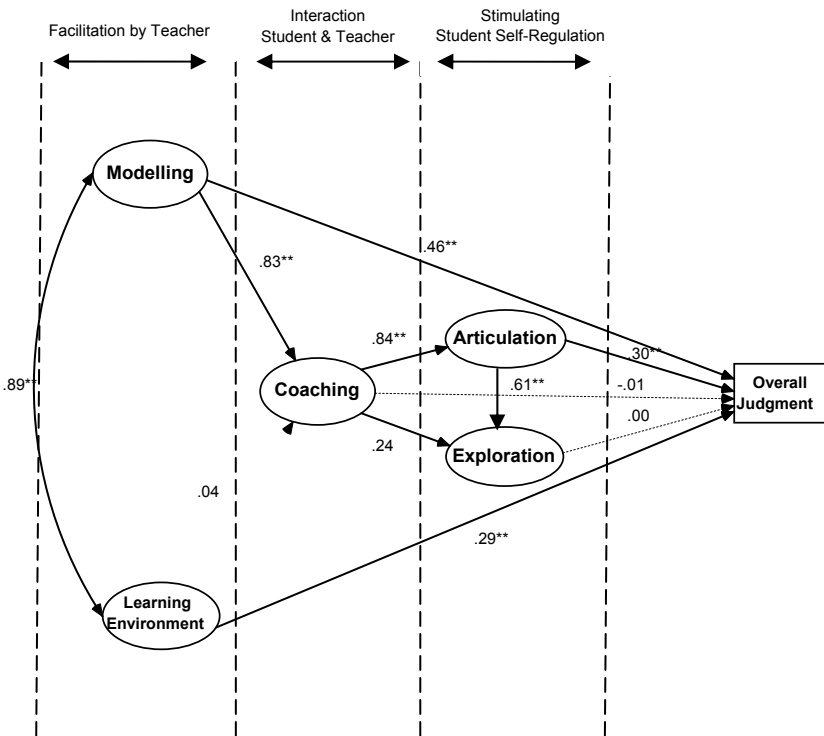 Facilitation by Teacher
Interaction
Student & Teacher
Stimulating
Student Self-Regulation
Modelling
.46**
.83**
.84**
Articulation
.30**
.89**
Coaching
.61**
-.01
Overall
Judgment
.00
.24
Exploration
.04
.29**
Learning
Environment